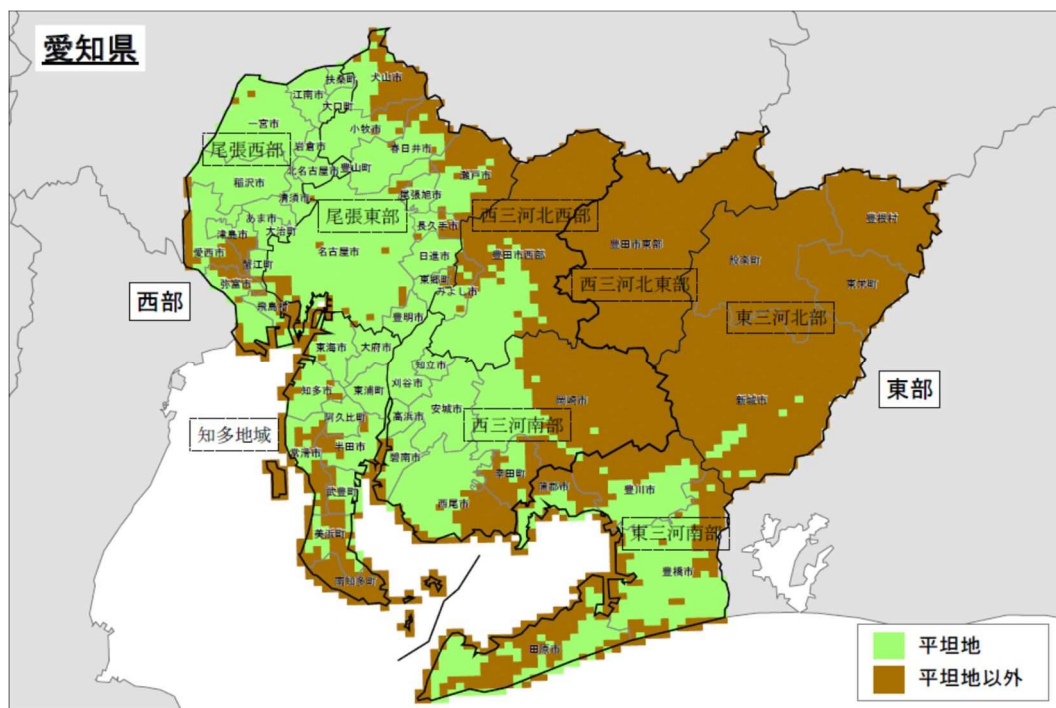 愛知県
扶桑町
犬山市
江南市
大口町
一宮市
小牧市
岩倉市
春日井市
尾張西部
北名古屋市
豊山町
瀬戸市
稲沢市
清須市
尾張旭市
豊根村
あま市
尾張東部
長久手市
西三河北西部
津島市
大治町
豊田市東部
設楽町
愛西市
名古屋市
日進市
豊田市西部
蟹江町
東郷町
西三河北東部
東栄町
弥富市
みよし市
西部
飛島村
豊明市
東三河北部
東海市
大府市
知立市
東部
知多市
東浦町
刈谷市
岡崎市
新城市
阿久比町
高浜市
安城市
西三河南部
知多地域
半田市
常滑市
碧南市
幸田町
武豊町
西尾市
蒲郡市
豊川市
美浜町
東三河南部
南知多町
豊橋市
田原市
平坦地
平坦地以外